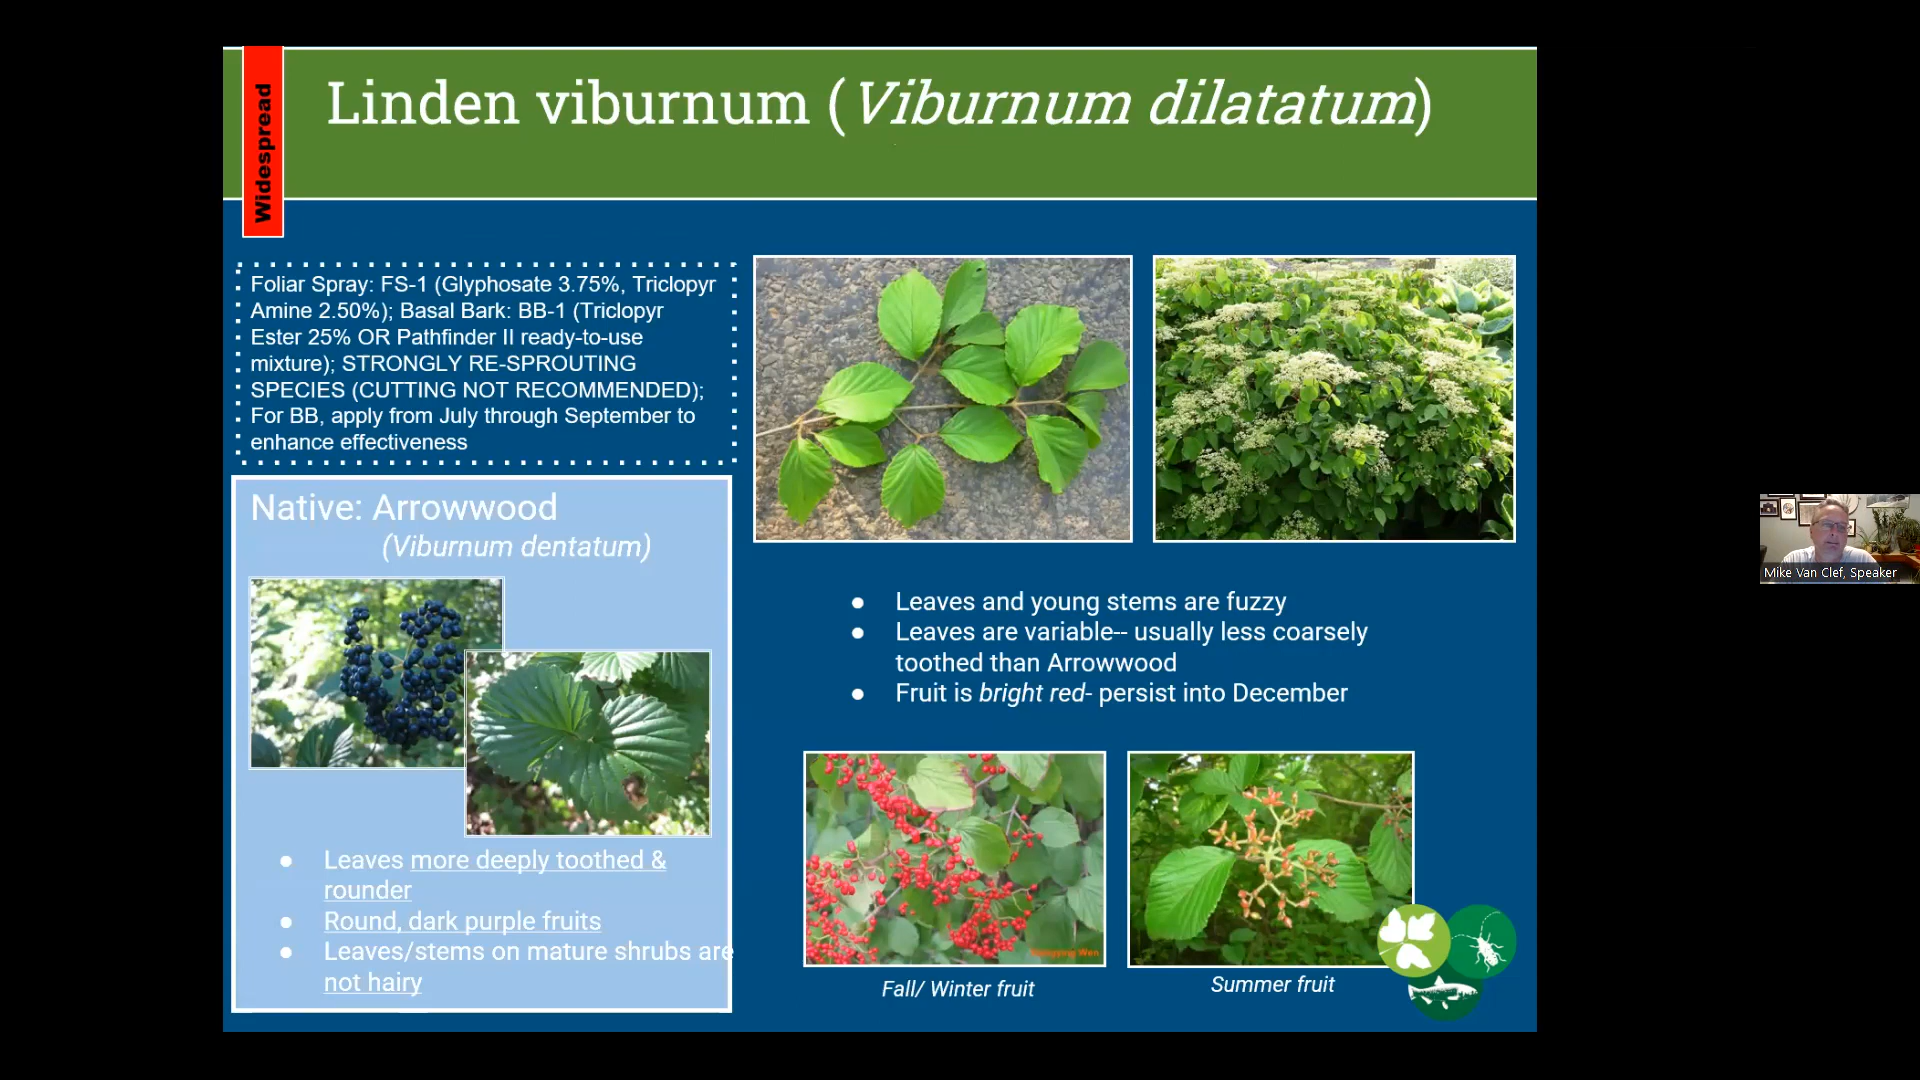 Widespread
Linden viburnum (Viburnum dilatatum)
Foliar Spray: FS-1 (Glyphosate 3.75%, Triclopyr
Amine 2.50%); Basal Bark: BB-1 (Triclopyr
Ester 25% OR Pathfinder II ready-to-use
mixture); STRONGLY RE-SPROUTING
SPECIES (CUTTING NOT RECOMMENDED);
For BB, apply from July through September to
enhance effectiveness
Native: Arrowwood
(Viburnum dentatum)
● Leaves more deeply toothed &
rounder
● Round, dark purple fruits
● Leaves/stems on mature shrubs are
not hairy
● Leaves and young stems are fuzzy
● Leaves are variable-- usually less coarsely
toothed than Arrowwood
● Fruit is bright red- persist into December
Fall/ Winter fruit
Summer fruit
Mike Van Clef, Speaker